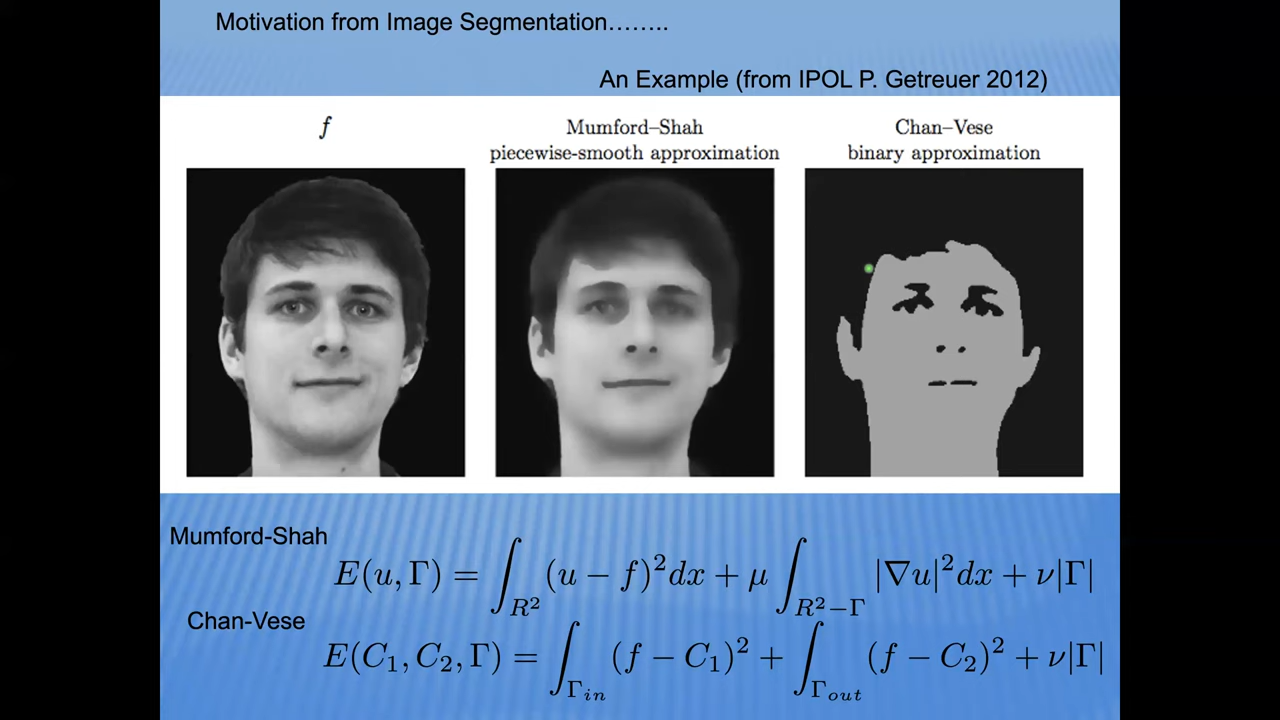 Motivation from Image Segmentation........
An Example (from IPOL P. Getreuer 2012)
f
Mumford–Shah
piecewise-smooth approximation
Chan–Vese
binary approximation
Mumford-Shah
E(u, Γ) = ∫_{R²} (u − f)² dx + μ ∫_{R²−Γ} |∇u|² dx + ν|Γ|
Chan-Vese
E(C₁, C₂, Γ) = ∫_{Γ_{in}} (f − C₁)² + ∫_{Γ_{out}} (f − C₂)² + ν|Γ|